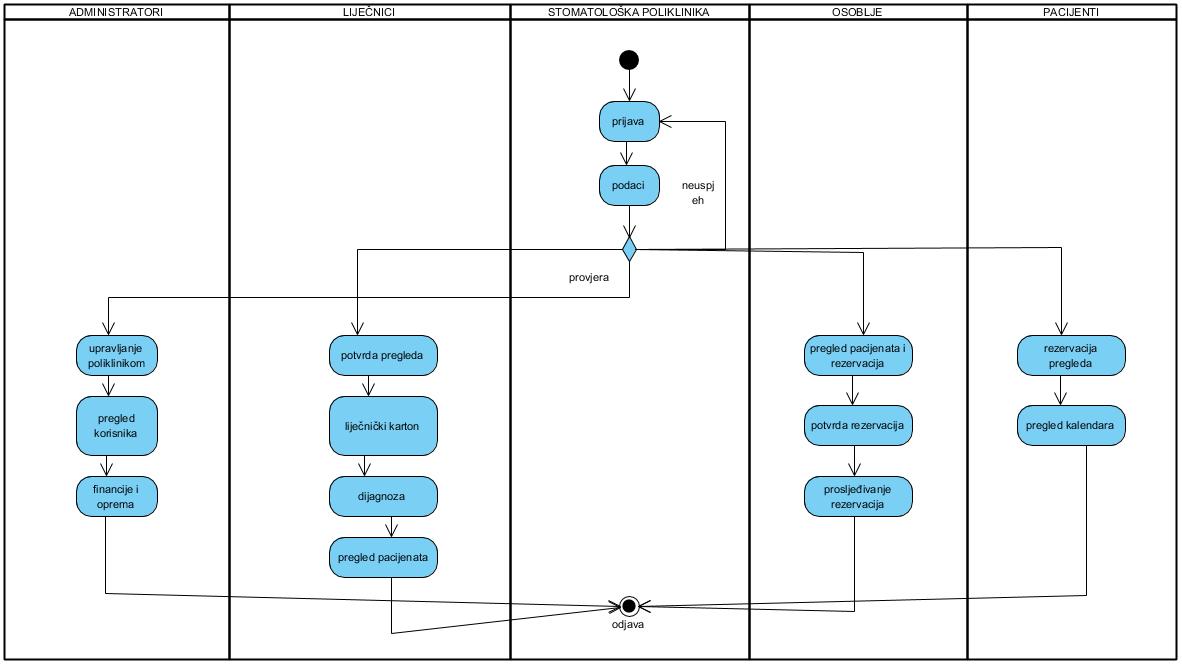 ADMINISTRATORI
LIJEČNICI
STOMATOLOŠKA POLIKLINIKA
OSOBLJE
PACIJENTI
prijava
podaci
neuspj
eh
provjera
upravljanje
poliklinikom
pregled
korisnika
financije i
oprema
potvrda pregleda
liječnički karton
dijagnoza
pregled pacijenata
pregled pacijenata i
rezervacija
potvrda rezervacija
prosljeđivanje
rezervacija
rezervacija
pregleda
pregled kalendara
odjava